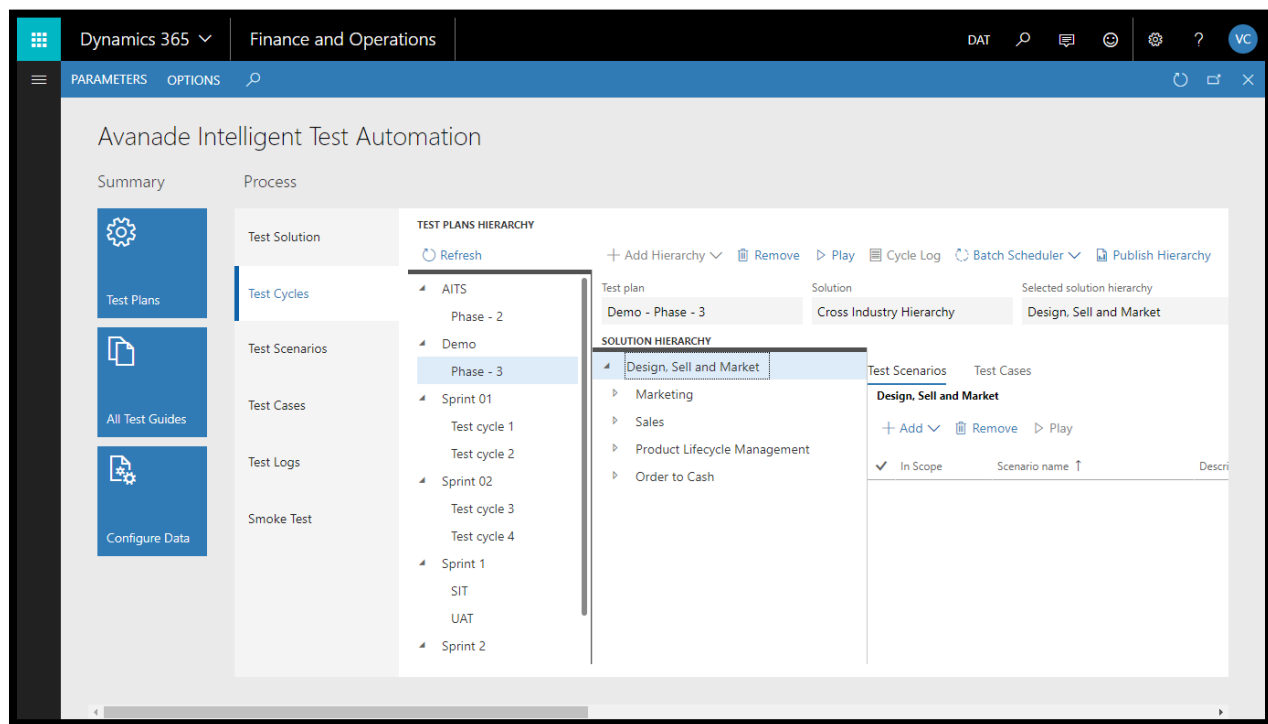 Dynamics 365 Finance and Operations DAT ? VC
PARAMETERS OPTIONS
Avanade Intelligent Test Automation
Summary Process
Test Plans
All Test Guides
Configure Data
Test Solution
Test Cycles
Test Scenarios
Test Cases
Test Logs
Smoke Test
TEST PLANS HIERARCHY
Refresh
AITS
Phase - 2
Demo
Phase - 3
Sprint 01
Test cycle 1
Test cycle 2
Sprint 02
Test cycle 3
Test cycle 4
Sprint 1
SIT
UAT
Sprint 2
Add Hierarchy Remove Play Cycle Log Batch Scheduler Publish Hierarchy
Test plan Solution Selected solution hierarchy
Demo - Phase - 3 Cross Industry Hierarchy Design, Sell and Market
SOLUTION HIERARCHY
Design, Sell and Market
Marketing
Sales
Product Lifecycle Management
Order to Cash
Test Scenarios Test Cases
Design, Sell and Market
Add Remove Play
In Scope Scenario name ↑ Descri